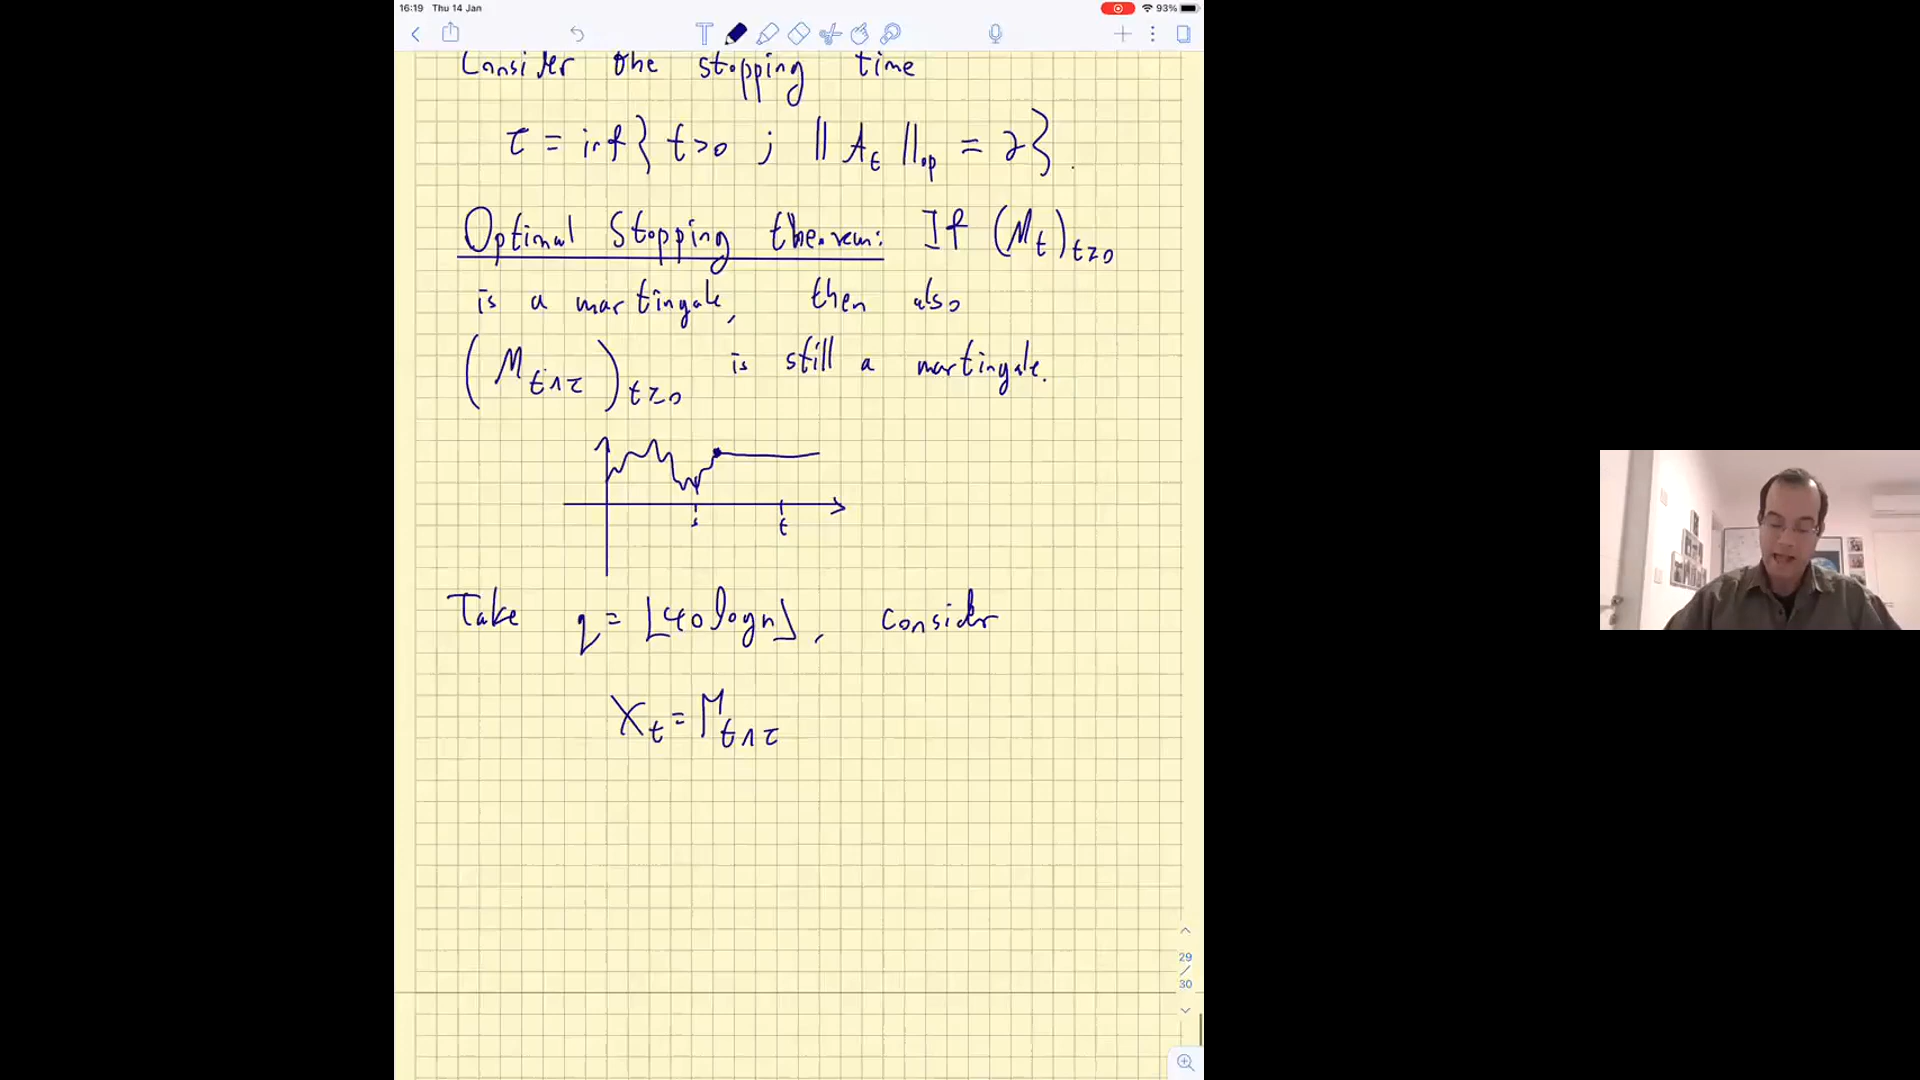 16:19 Thu 14 Jan
93%
Consider the stopping time
τ = inf { t>0 ; || A_t ||_op = 2 } .
Optimal Stopping theorem: If (M_t)_{t≥0}
is a martingale, then also
(M_{t∧τ})_{t≥0} is still a martingale.
s t
Take q = ⌊40 log n⌋, consider
X_t = M_{t∧τ}
29
/
30